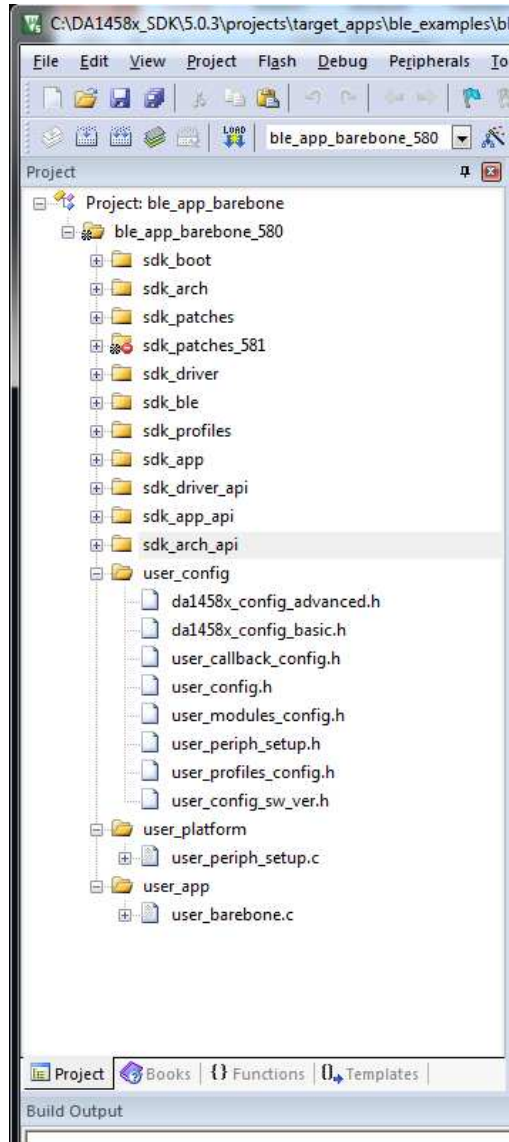 C:\DA1458x_SDK\5.0.3\projects\target_apps\ble_examples\bl
File Edit View Project Flash Debug Peripherals To
LOAD ble_app_barebone_580
Project
Project: ble_app_barebone
ble_app_barebone_580
sdk_boot
sdk_arch
sdk_patches
sdk_patches_581
sdk_driver
sdk_ble
sdk_profiles
sdk_app
sdk_driver_api
sdk_app_api
sdk_arch_api
user_config
da1458x_config_advanced.h
da1458x_config_basic.h
user_callback_config.h
user_config.h
user_modules_config.h
user_periph_setup.h
user_profiles_config.h
user_config_sw_ver.h
user_platform
user_periph_setup.c
user_app
user_barebone.c
Project Books {} Functions 0 Templates
Build Output